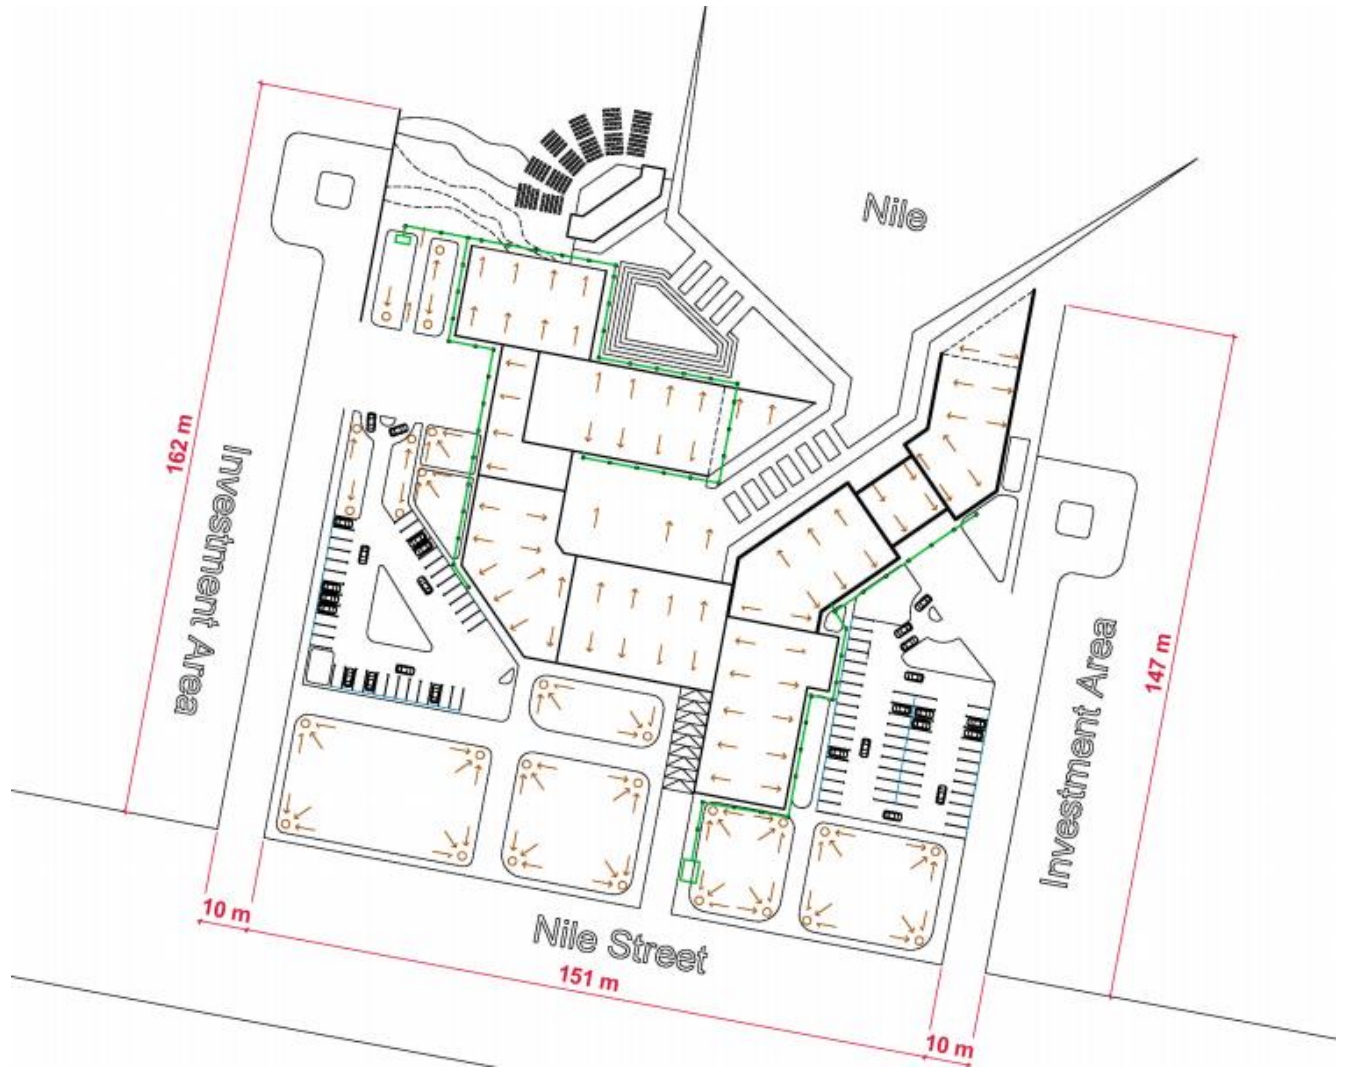 Nile
162 m
Investment Area
147 m
Investment Area
10 m
Nile Street
151 m
10 m